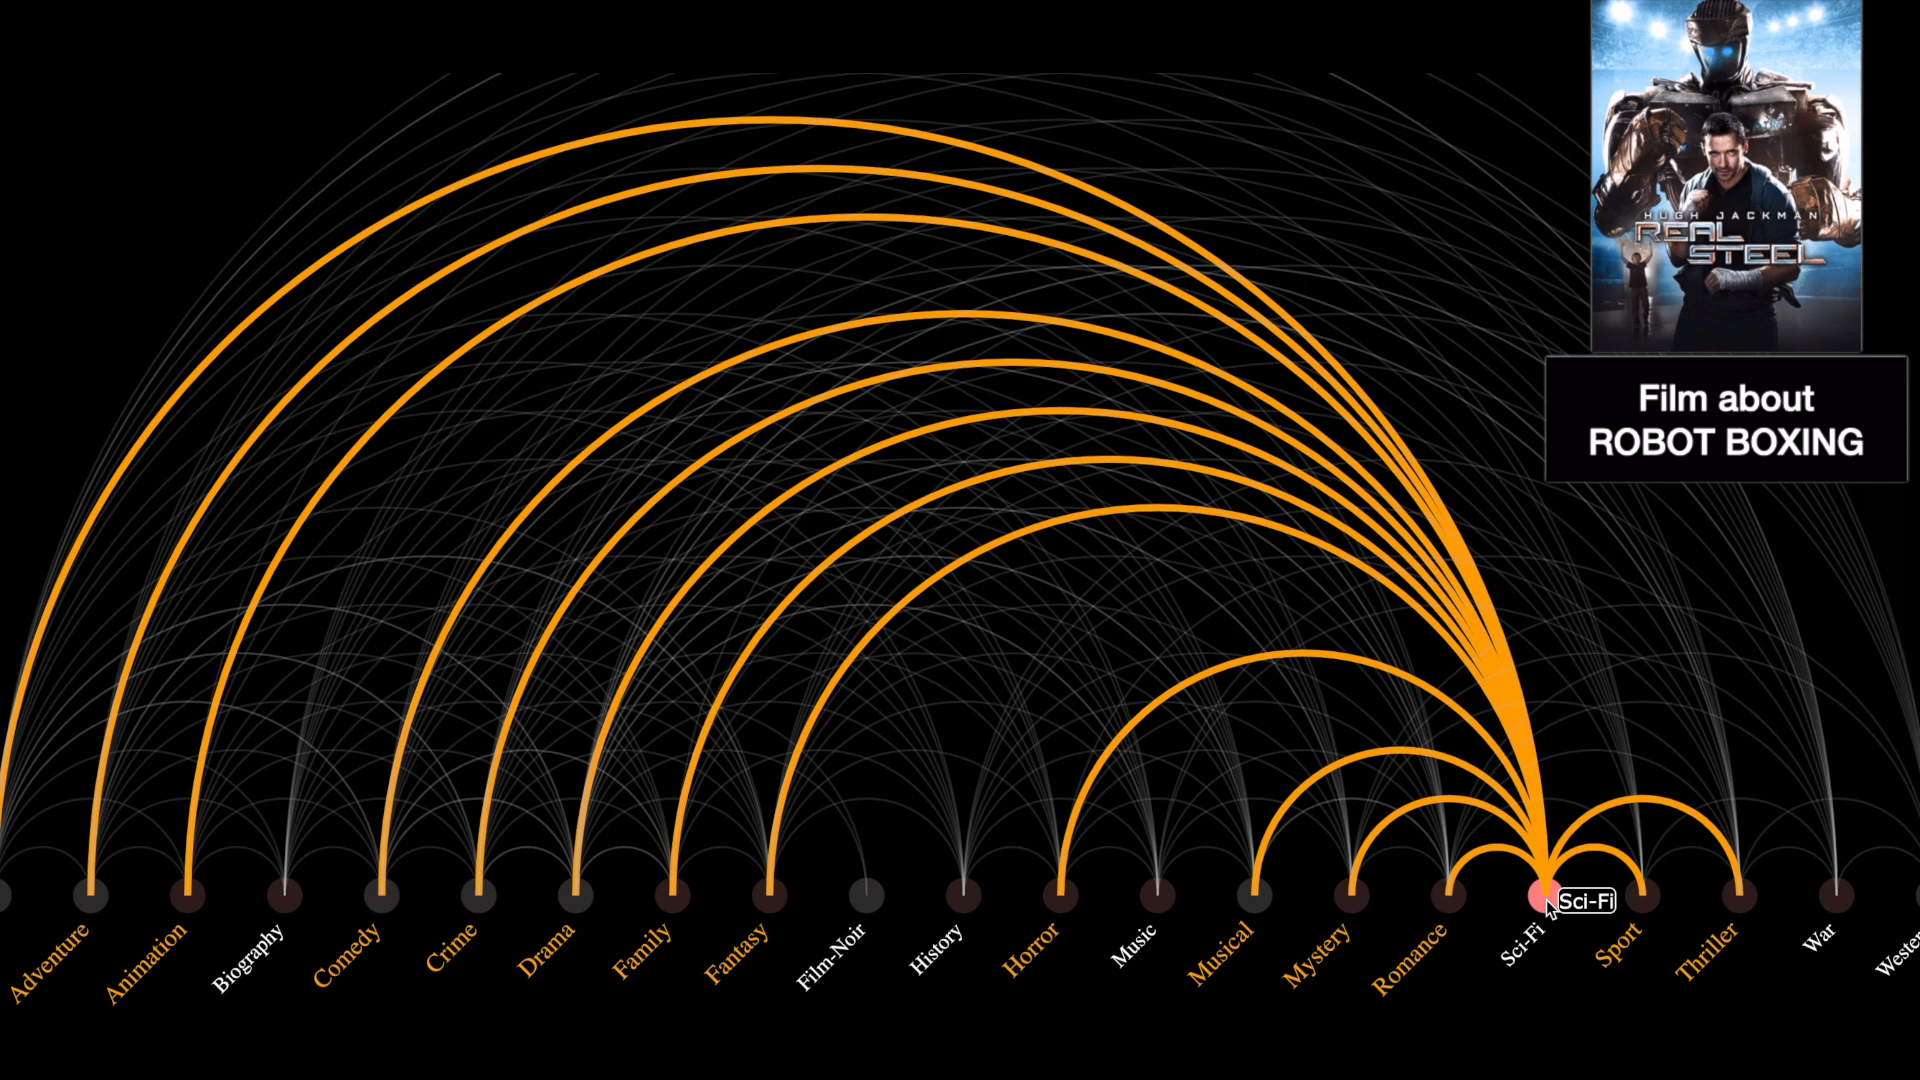 HUGH JACKMAN
REAL
STEEL
Film about
ROBOT BOXING
Sci-Fi
Adventure
Animation
Biography
Comedy
Crime
Drama
Family
Fantasy
Film-Noir
History
Horror
Music
Musical
Mystery
Romance
Sci-Fi
Sport
Thriller
War
Weste